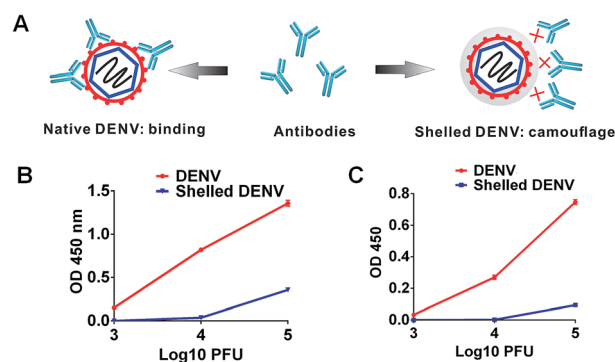 A
Native DENV: binding
Antibodies
Shelled DENV: camouflage
B
DENV
Shelled DENV
OD 450 nm
1.5
1.0
0.5
0.0
3
4
5
Log10 PFU
C
DENV
Shelled DENV
OD 450
0.8
0.6
0.4
0.2
0.0
3
4
5
Log10 PFU